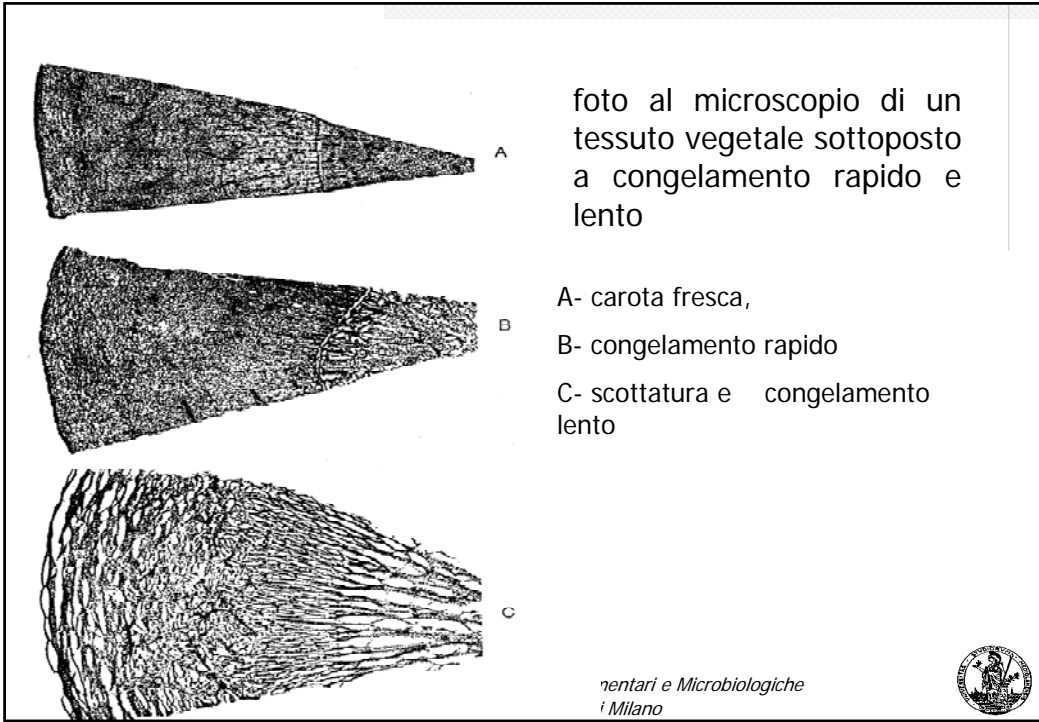 foto al microscopio di un
tessuto vegetale sottoposto
a congelamento rapido e
lento
A
A- carota fresca,
B
B- congelamento rapido
C- scottatura e congelamento
lento
C
mentari e Microbiologiche
i Milano